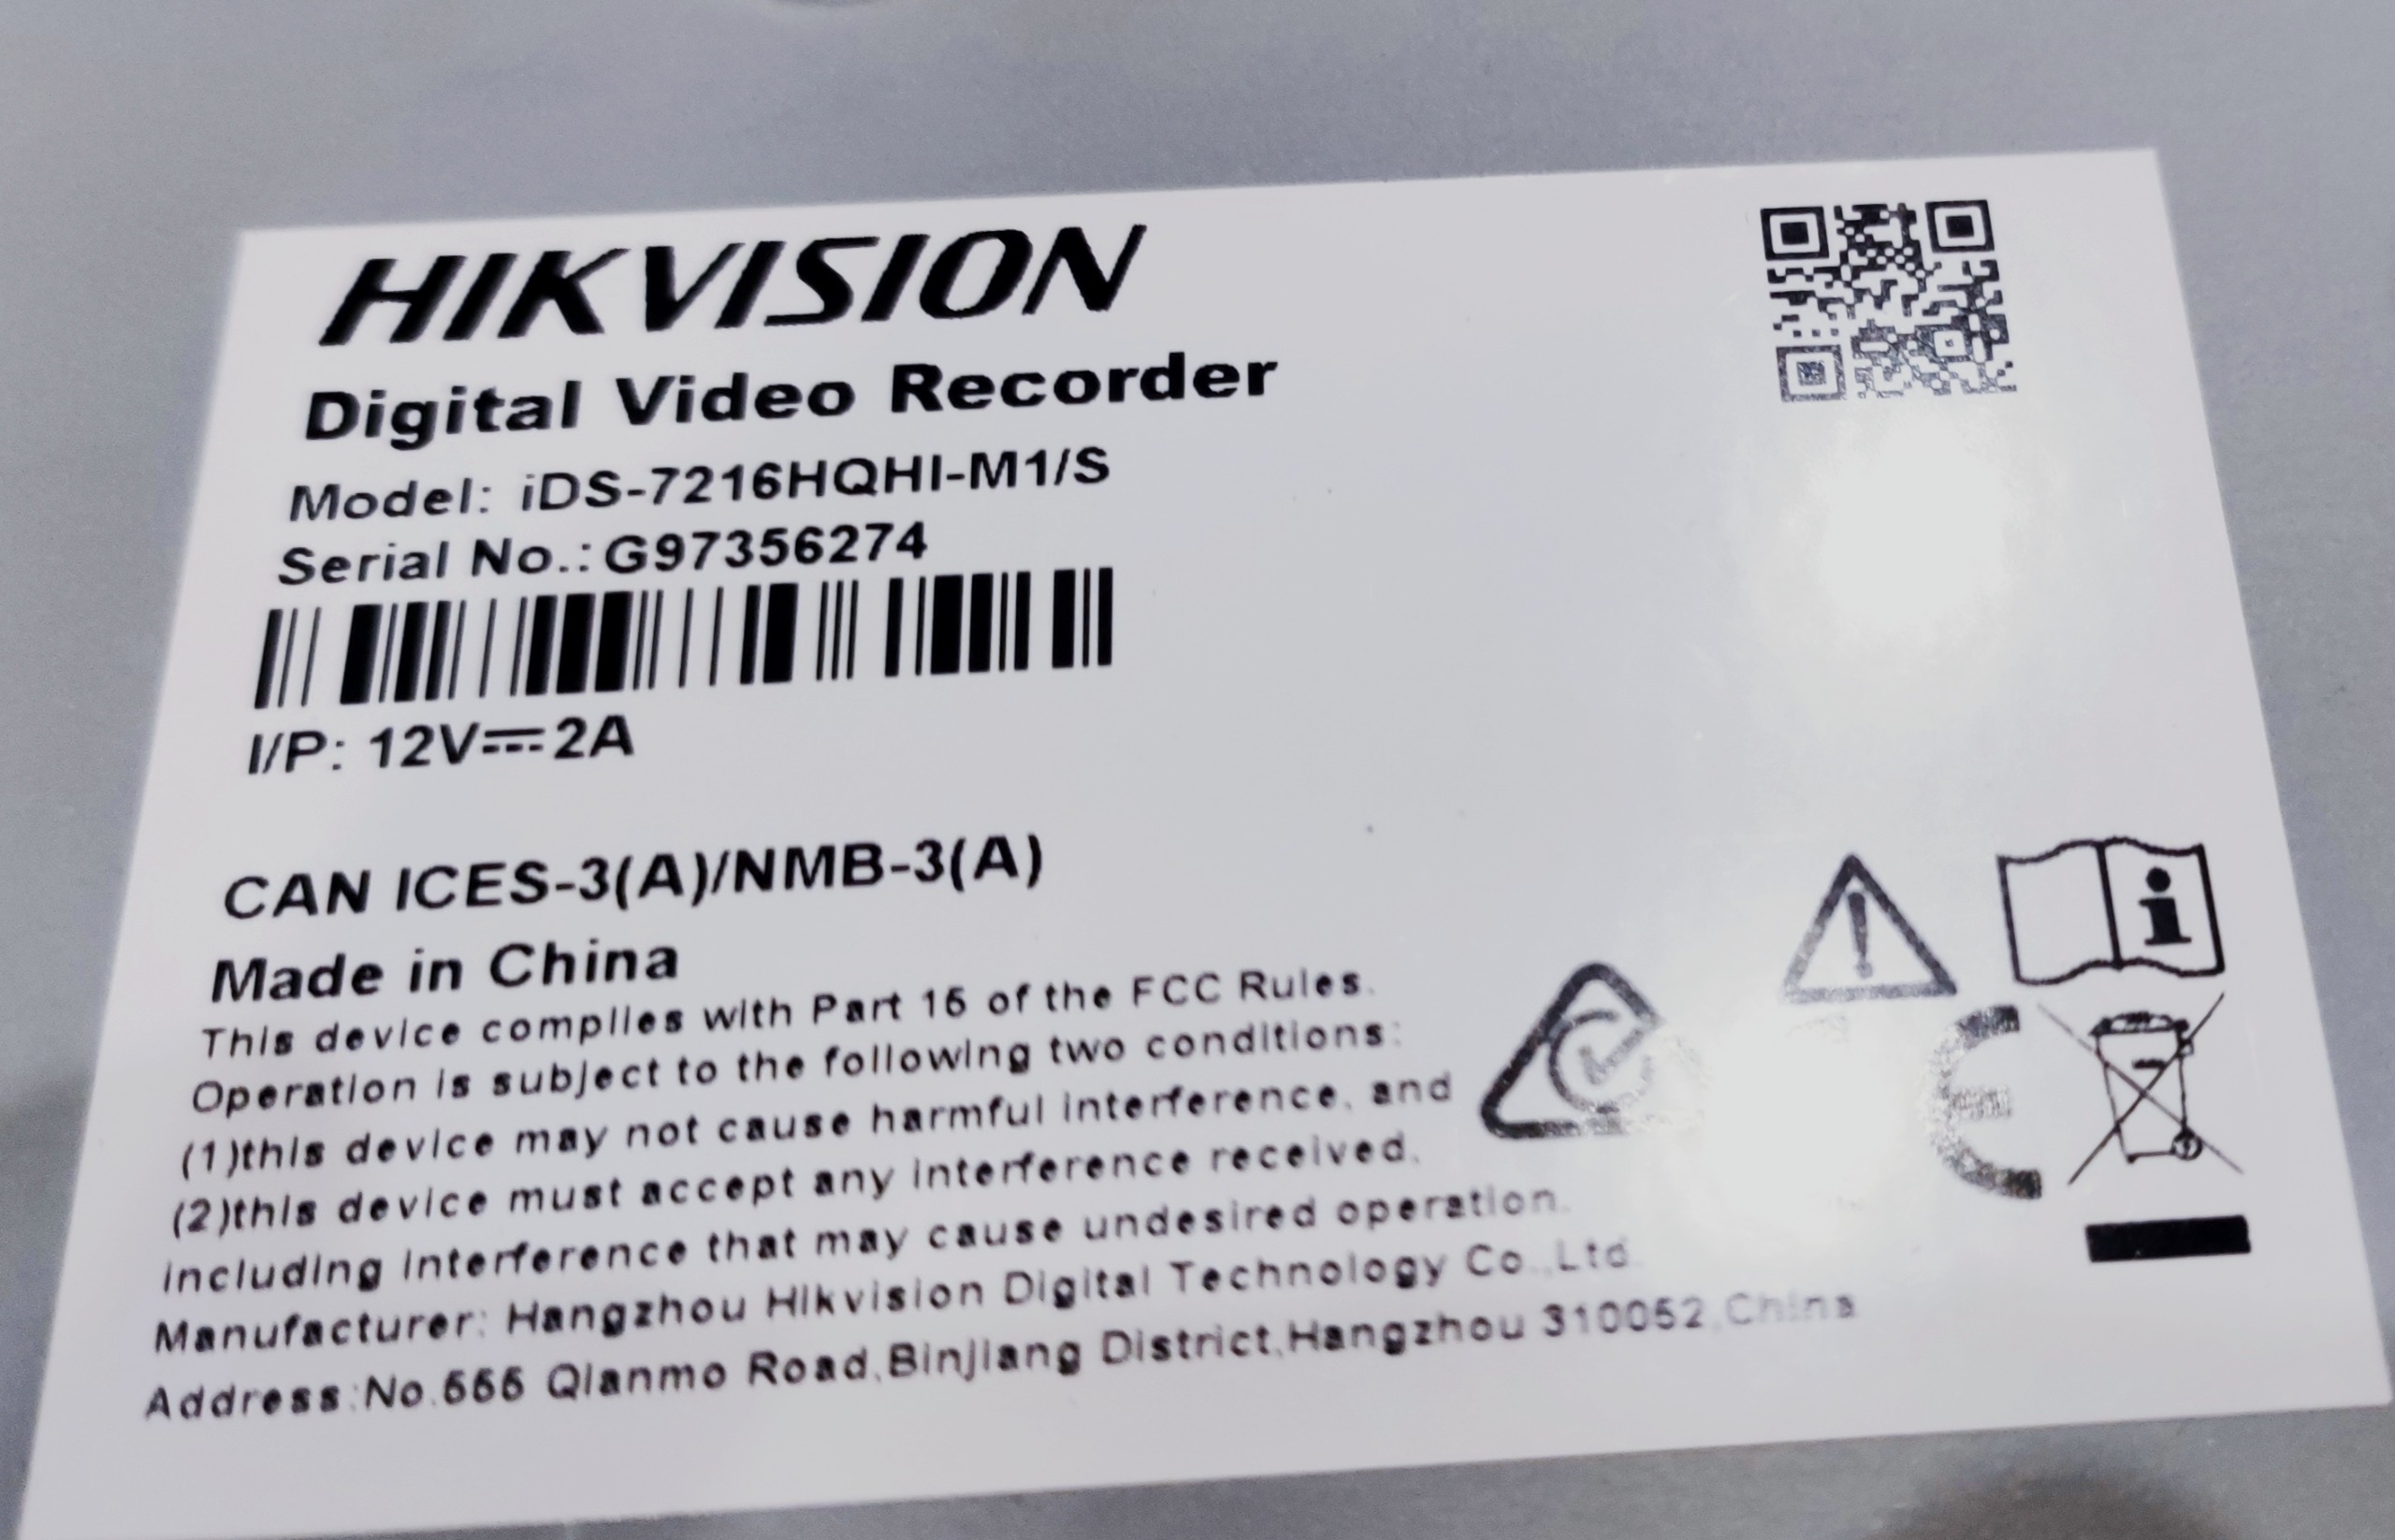 HIKVISION
Digital Video Recorder
Model: iDS-7216HQHI-M1/S
Serial No.: G97356274
I/P: 12V⎓2A
CAN ICES-3(A)/NMB-3(A)
Made in China
This device complies with Part 15 of the FCC Rules.
Operation is subject to the following two conditions:
(1)this device may not cause harmful interference, and
(2)this device must accept any interference received,
including interference that may cause undesired operation.
Manufacturer: Hangzhou Hikvision Digital Technology Co.,Ltd.
Address:No.555 Qianmo Road,Binjiang District,Hangzhou 310052,China
CE